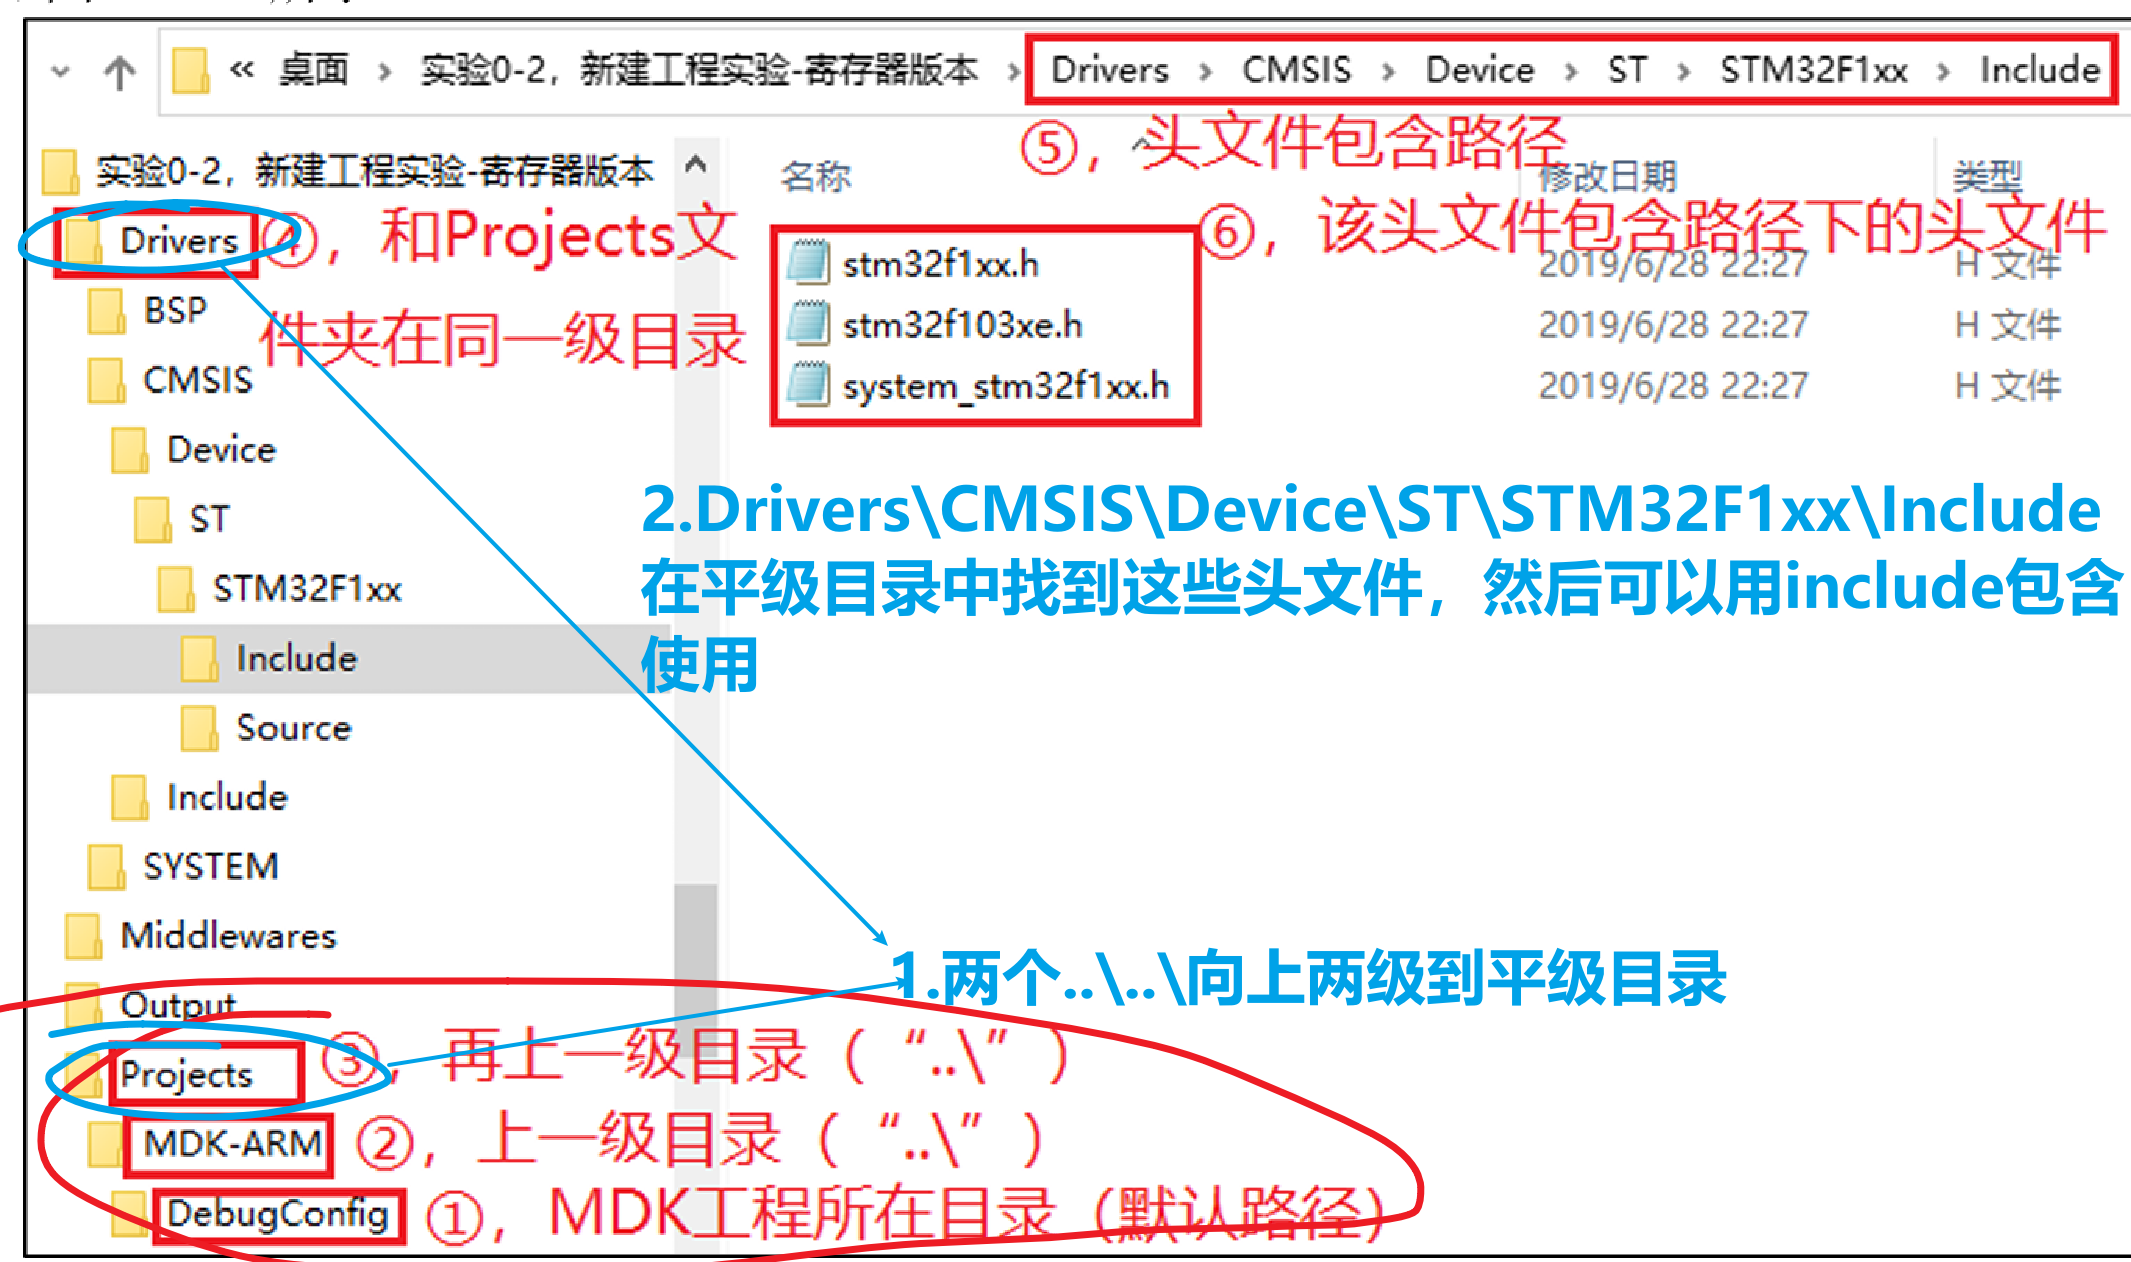 « 桌面 › 实验0-2，新建工程实验-寄存器版本 › Drivers › CMSIS › Device › ST › STM32F1xx › Include
⑤，头文件包含路径
实验0-2，新建工程实验-寄存器版本
名称 修改日期 类型
Drivers
④，和Projects文
件夹在同一级目录
⑥，该头文件包含路径下的头文件
stm32f1xx.h 2019/6/28 22:27 H 文件
BSP
stm32f103xe.h 2019/6/28 22:27 H 文件
CMSIS
system_stm32f1xx.h 2019/6/28 22:27 H 文件
Device
ST
2.Drivers\CMSIS\Device\ST\STM32F1xx\Include
在平级目录中找到这些头文件，然后可以用include包含
使用
STM32F1xx
Include
Source
Include
SYSTEM
Middlewares
1.两个..\..\向上两级到平级目录
Output
Projects
③，再上一级目录（“..\”）
MDK-ARM
②，上一级目录（“..\”）
DebugConfig
①，MDK工程所在目录（默认路径）